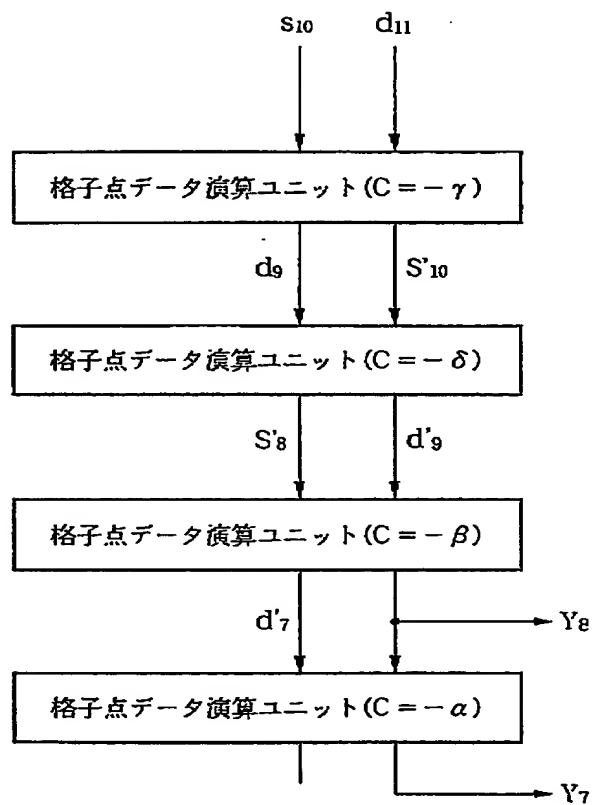 s10 d11
格子点データ演算ユニット(C=-γ)
d9 S'10
格子点データ演算ユニット(C=-δ)
S'8 d'9
格子点データ演算ユニット(C=-β)
d'7 Y8
格子点データ演算ユニット(C=-α)
Y7